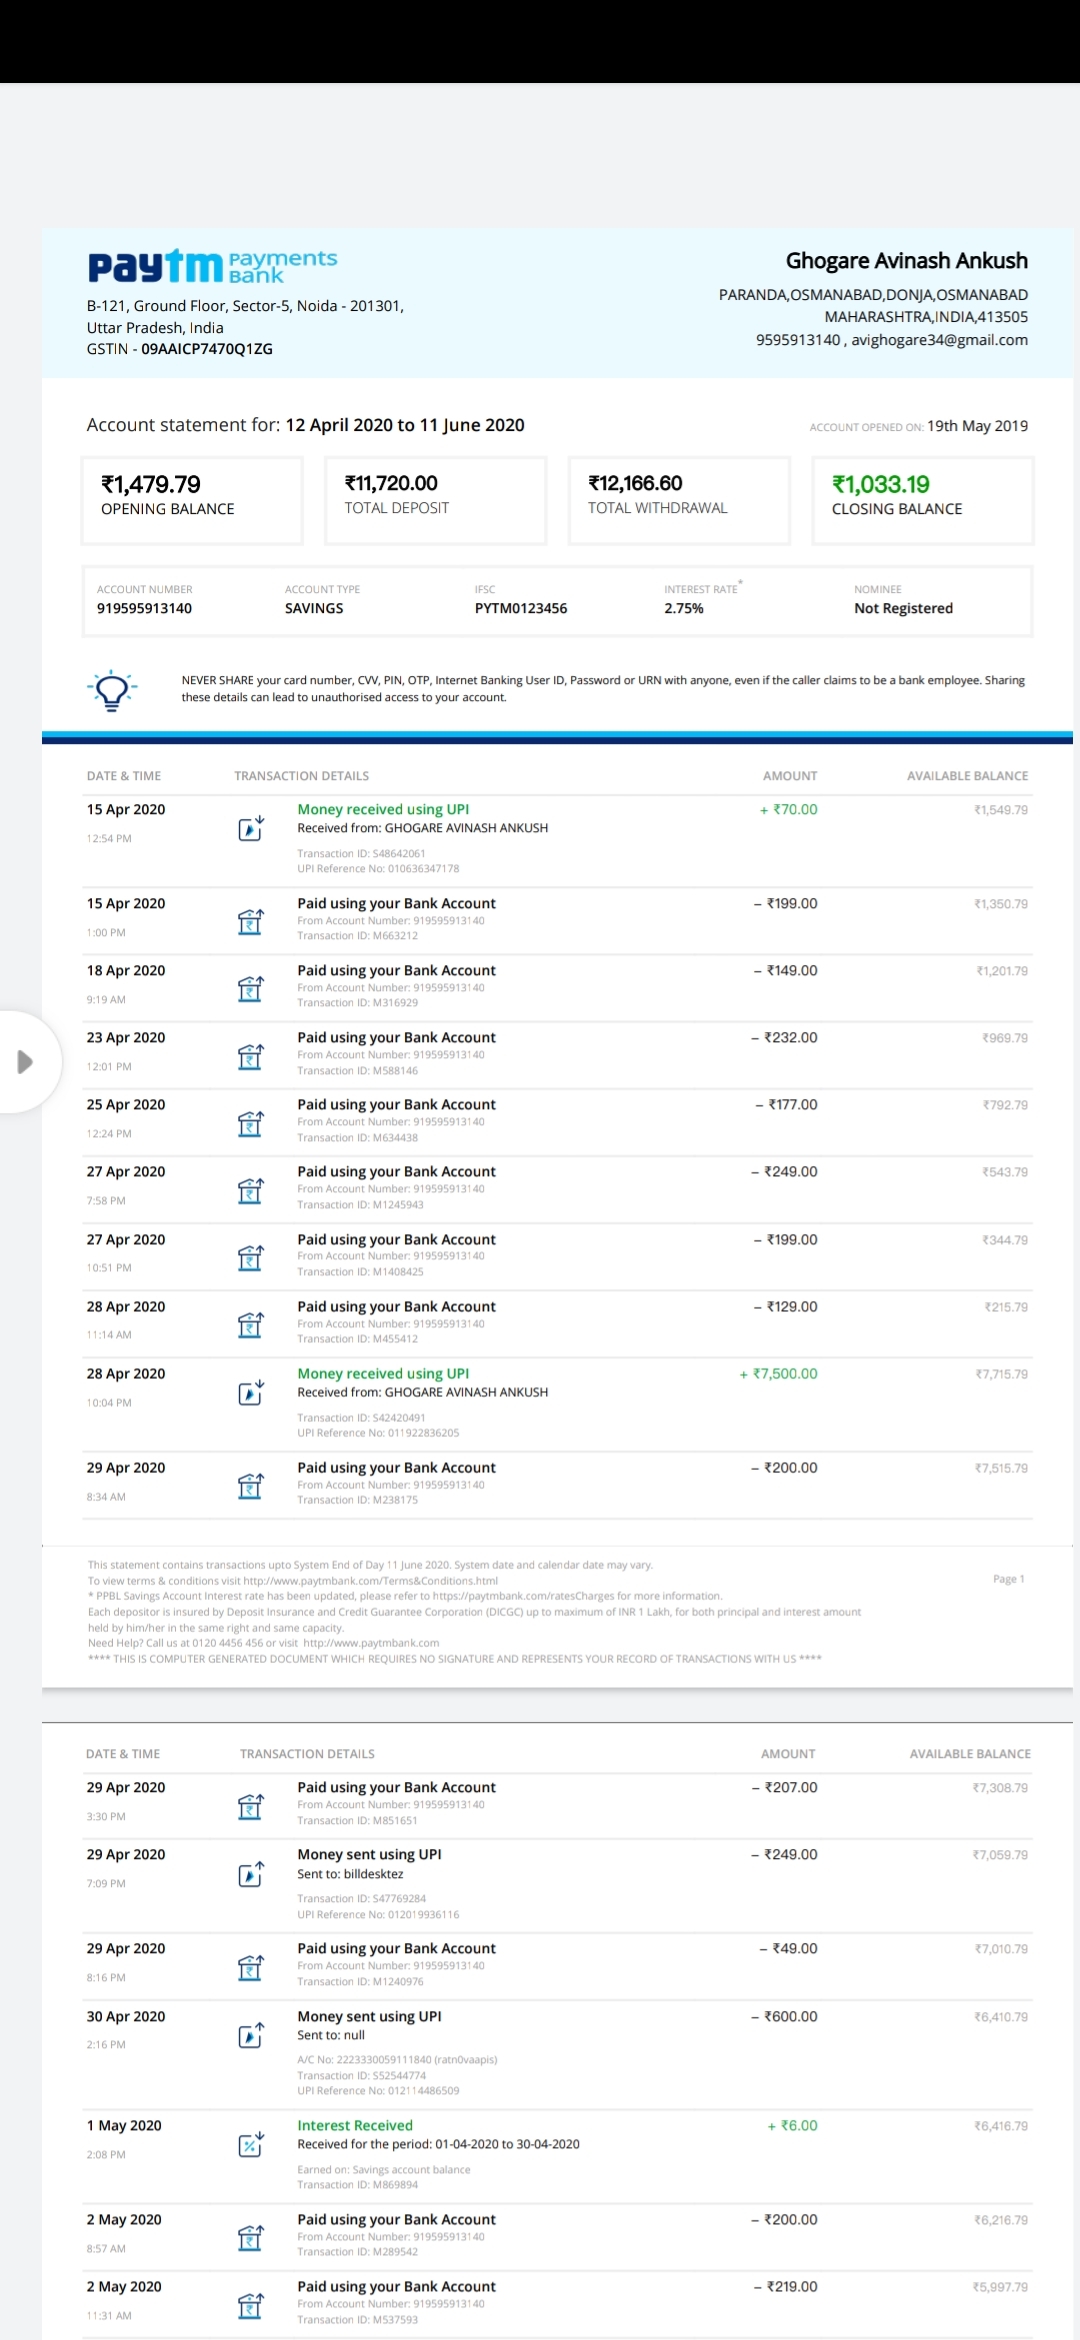 paytm payments bank
B-121, Ground Floor, Sector-5, Noida - 201301,
Uttar Pradesh, India
GSTIN - 09AAICP7470Q1ZG
Ghogare Avinash Ankush
PARANDA,OSMANABAD,DONJA,OSMANABAD
MAHARASHTRA,INDIA,413505
9595913140 , avighogare34@gmail.com
Account statement for: 12 April 2020 to 11 June 2020
ACCOUNT OPENED ON: 19th May 2019
₹1,479.79
OPENING BALANCE
₹11,720.00
TOTAL DEPOSIT
₹12,166.60
TOTAL WITHDRAWAL
₹1,033.19
CLOSING BALANCE
ACCOUNT NUMBER
919595913140
ACCOUNT TYPE
SAVINGS
IFSC
PYTM0123456
INTEREST RATE*
2.75%
NOMINEE
Not Registered
NEVER SHARE your card number, CVV, PIN, OTP, Internet Banking User ID, Password or URN with anyone, even if the caller claims to be a bank employee. Sharing
these details can lead to unauthorised access to your account.
DATE & TIME TRANSACTION DETAILS AMOUNT AVAILABLE BALANCE
15 Apr 2020 Money received using UPI + ₹70.00 ₹1,549.79
Received from: GHOGARE AVINASH ANKUSH
12:54 PM
Transaction ID: S48642061
UPI Reference No: 010636347178
15 Apr 2020 Paid using your Bank Account – ₹199.00 ₹1,350.79
From Account Number: 919595913140
1:00 PM
Transaction ID: M663212
18 Apr 2020 Paid using your Bank Account – ₹149.00 ₹1,201.79
From Account Number: 919595913140
9:19 AM
Transaction ID: M316929
23 Apr 2020 Paid using your Bank Account – ₹232.00 ₹969.79
From Account Number: 919595913140
12:01 PM
Transaction ID: M588146
25 Apr 2020 Paid using your Bank Account – ₹177.00 ₹792.79
From Account Number: 919595913140
12:24 PM
Transaction ID: M634438
27 Apr 2020 Paid using your Bank Account – ₹249.00 ₹543.79
From Account Number: 919595913140
7:58 PM
Transaction ID: M1245943
27 Apr 2020 Paid using your Bank Account – ₹199.00 ₹344.79
From Account Number: 919595913140
10:51 PM
Transaction ID: M1408425
28 Apr 2020 Paid using your Bank Account – ₹129.00 ₹215.79
From Account Number: 919595913140
11:14 AM
Transaction ID: M455412
28 Apr 2020 Money received using UPI + ₹7,500.00 ₹7,715.79
Received from: GHOGARE AVINASH ANKUSH
10:04 PM
Transaction ID: S42420491
UPI Reference No: 011922836205
29 Apr 2020 Paid using your Bank Account – ₹200.00 ₹7,515.79
From Account Number: 919595913140
8:34 AM
Transaction ID: M238175
This statement contains transactions upto System End of Day 11 June 2020. System date and calendar date may vary.
Page 1
To view terms & conditions visit http://www.paytmbank.com/Terms&Conditions.html
* PPBL Savings Account Interest rate has been updated, please refer to https://paytmbank.com/ratesCharges for more information.
Each depositor is insured by Deposit Insurance and Credit Guarantee Corporation (DICGC) up to maximum of INR 1 Lakh, for both principal and interest amount
held by him/her in the same right and same capacity.
Need Help? Call us at 0120 4456 456 or visit http://www.paytmbank.com
**** THIS IS COMPUTER GENERATED DOCUMENT WHICH REQUIRES NO SIGNATURE AND REPRESENTS YOUR RECORD OF TRANSACTIONS WITH US ****
DATE & TIME TRANSACTION DETAILS AMOUNT AVAILABLE BALANCE
29 Apr 2020 Paid using your Bank Account – ₹207.00 ₹7,308.79
From Account Number: 919595913140
3:30 PM
Transaction ID: M851651
29 Apr 2020 Money sent using UPI – ₹249.00 ₹7,059.79
Sent to: billdesktez
7:09 PM
Transaction ID: S47769284
UPI Reference No: 012019936116
29 Apr 2020 Paid using your Bank Account – ₹49.00 ₹7,010.79
From Account Number: 919595913140
8:16 PM
Transaction ID: M1240976
30 Apr 2020 Money sent using UPI – ₹600.00 ₹6,410.79
Sent to: null
2:16 PM
A/C No: 2223330059111840 (ratn0vaapis)
Transaction ID: S52544774
UPI Reference No: 012114486509
1 May 2020 Interest Received + ₹6.00 ₹6,416.79
Received for the period: 01-04-2020 to 30-04-2020
2:08 PM
Earned on: Savings account balance
Transaction ID: M869894
2 May 2020 Paid using your Bank Account – ₹200.00 ₹6,216.79
From Account Number: 919595913140
8:57 AM
Transaction ID: M289542
2 May 2020 Paid using your Bank Account – ₹219.00 ₹5,997.79
From Account Number: 919595913140
11:31 AM
Transaction ID: M537593